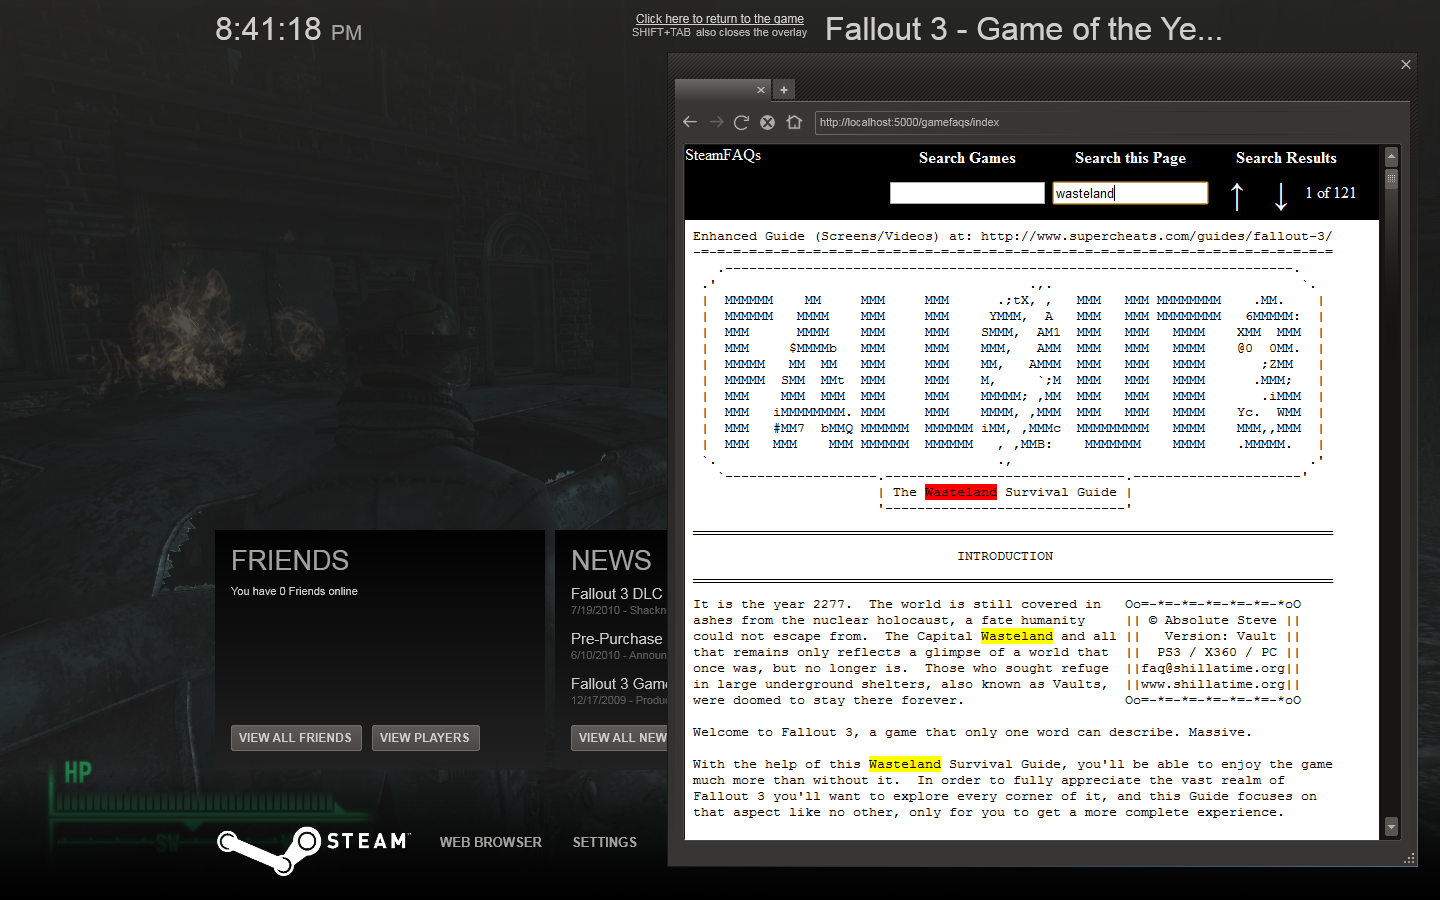 8:41:18 PM
Click here to return to the game
SHIFT+TAB also closes the overlay
Fallout 3 - Game of the Ye...
http://localhost:5000/gamefaqs/index
SteamFAQs
Search Games
Search this Page
Search Results
wasteland
1 of 121
Enhanced Guide (Screens/Videos) at: http://www.supercheats.com/guides/fallout-3/
The Wasteland Survival Guide
INTRODUCTION
It is the year 2277. The world is still covered in Oo=-*=-*=-*=-*=-*=-*oO
ashes from the nuclear holocaust, a fate humanity || © Absolute Steve ||
could not escape from. The Capital Wasteland and all || Version: Vault ||
that remains only reflects a glimpse of a world that || PS3 / X360 / PC ||
once was, but no longer is. Those who sought refuge ||faq@shillatime.org||
in large underground shelters, also known as Vaults, ||www.shillatime.org||
were doomed to stay there forever. Oo=-*=-*=-*=-*=-*=-*oO
Welcome to Fallout 3, a game that only one word can describe. Massive.
With the help of this Wasteland Survival Guide, you'll be able to enjoy the game
much more than without it. In order to fully appreciate the vast realm of
Fallout 3 you'll want to explore every corner of it, and this Guide focuses on
that aspect like no other, only for you to get a more complete experience.
FRIENDS
You have 0 Friends online
VIEW ALL FRIENDS
VIEW PLAYERS
NEWS
Fallout 3 DLC
7/19/2010 - Shackn
Pre-Purchase
6/10/2010 - Announ
Fallout 3 Game
12/17/2009 - Produ
VIEW ALL NEW
HP
SW
STEAM
WEB BROWSER
SETTINGS